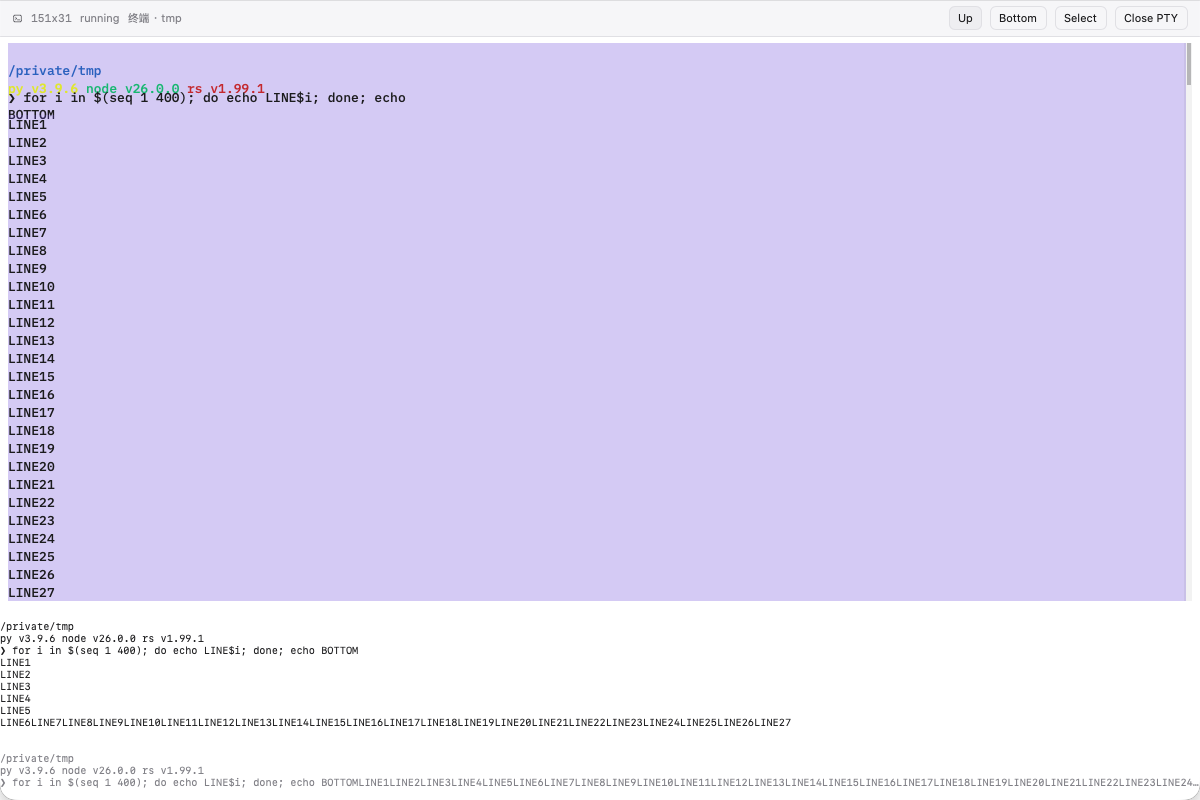 151x31 running 终端 · tmp Up Bottom Select Close PTY
/private/tmp
py v3.9.6 node v26.0.0 rs v1.99.1
❯ for i in $(seq 1 400); do echo LINE$i; done; echo
BOTTOM
LINE1
LINE2
LINE3
LINE4
LINE5
LINE6
LINE7
LINE8
LINE9
LINE10
LINE11
LINE12
LINE13
LINE14
LINE15
LINE16
LINE17
LINE18
LINE19
LINE20
LINE21
LINE22
LINE23
LINE24
LINE25
LINE26
LINE27
/private/tmp
py v3.9.6 node v26.0.0 rs v1.99.1
❯ for i in $(seq 1 400); do echo LINE$i; done; echo BOTTOM
LINE1
LINE2
LINE3
LINE4
LINE5
LINE6LINE7LINE8LINE9LINE10LINE11LINE12LINE13LINE14LINE15LINE16LINE17LINE18LINE19LINE20LINE21LINE22LINE23LINE24LINE25LINE26LINE27
/private/tmp
py v3.9.6 node v26.0.0 rs v1.99.1
❯ for i in $(seq 1 400); do echo LINE$i; done; echo BOTTOMLINE1LINE2LINE3LINE4LINE5LINE6LINE7LINE8LINE9LINE10LINE11LINE12LINE13LINE14LINE15LINE16LINE17LINE18LINE19LINE20LINE21LINE22LINE23LINE24…